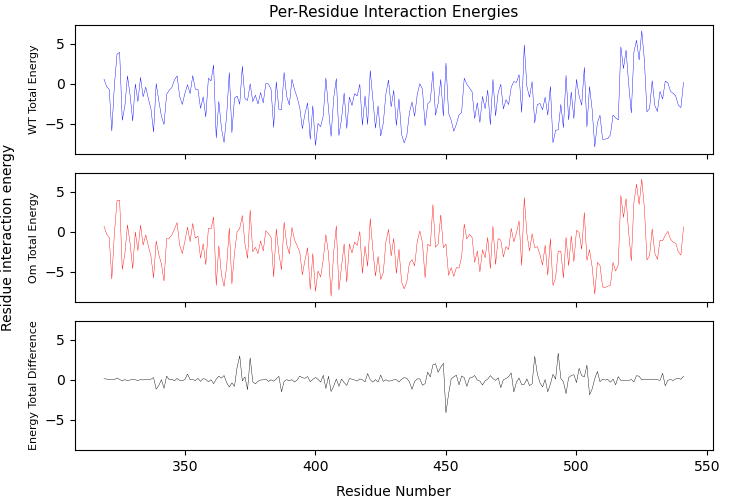 Per-Residue Interaction Energies
Residue interaction energy
WT Total Energy
5
0
−5
Om Total Energy
5
0
−5
Energy Total Difference
5
0
−5
350
400
450
500
550
Residue Number